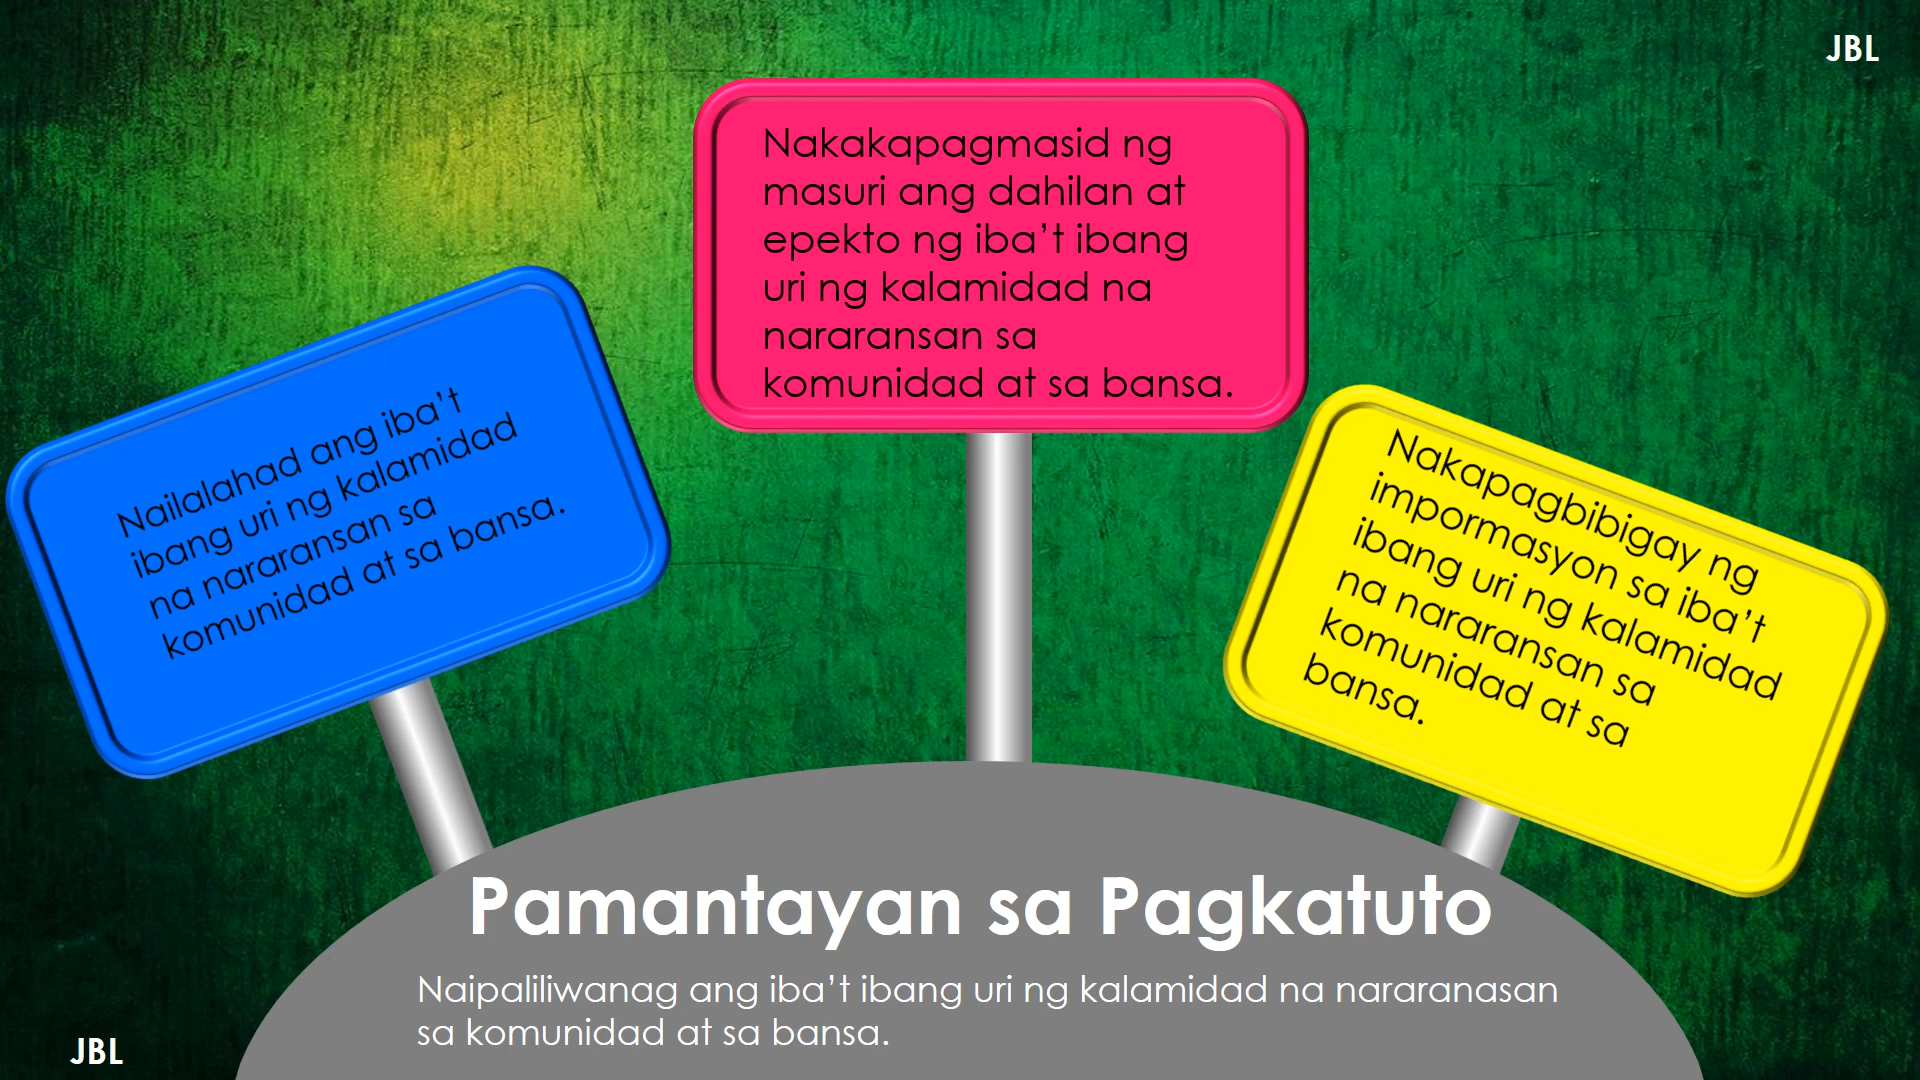 JBL
Nakakapagmasid ng
masuri ang dahilan at
epekto ng iba’t ibang
uri ng kalamidad na
nararansan sa
komunidad at sa bansa.
Nailalahad ang iba’t
ibang uri ng kalamidad
na nararansan sa
komunidad at sa bansa.
Nakapagbibigay ng
impormasyon sa iba’t
ibang uri ng kalamidad
na nararansan sa
komunidad at sa
bansa.
Pamantayan sa Pagkatuto
Naipaliliwanag ang iba’t ibang uri ng kalamidad na nararanasan
sa komunidad at sa bansa.
JBL